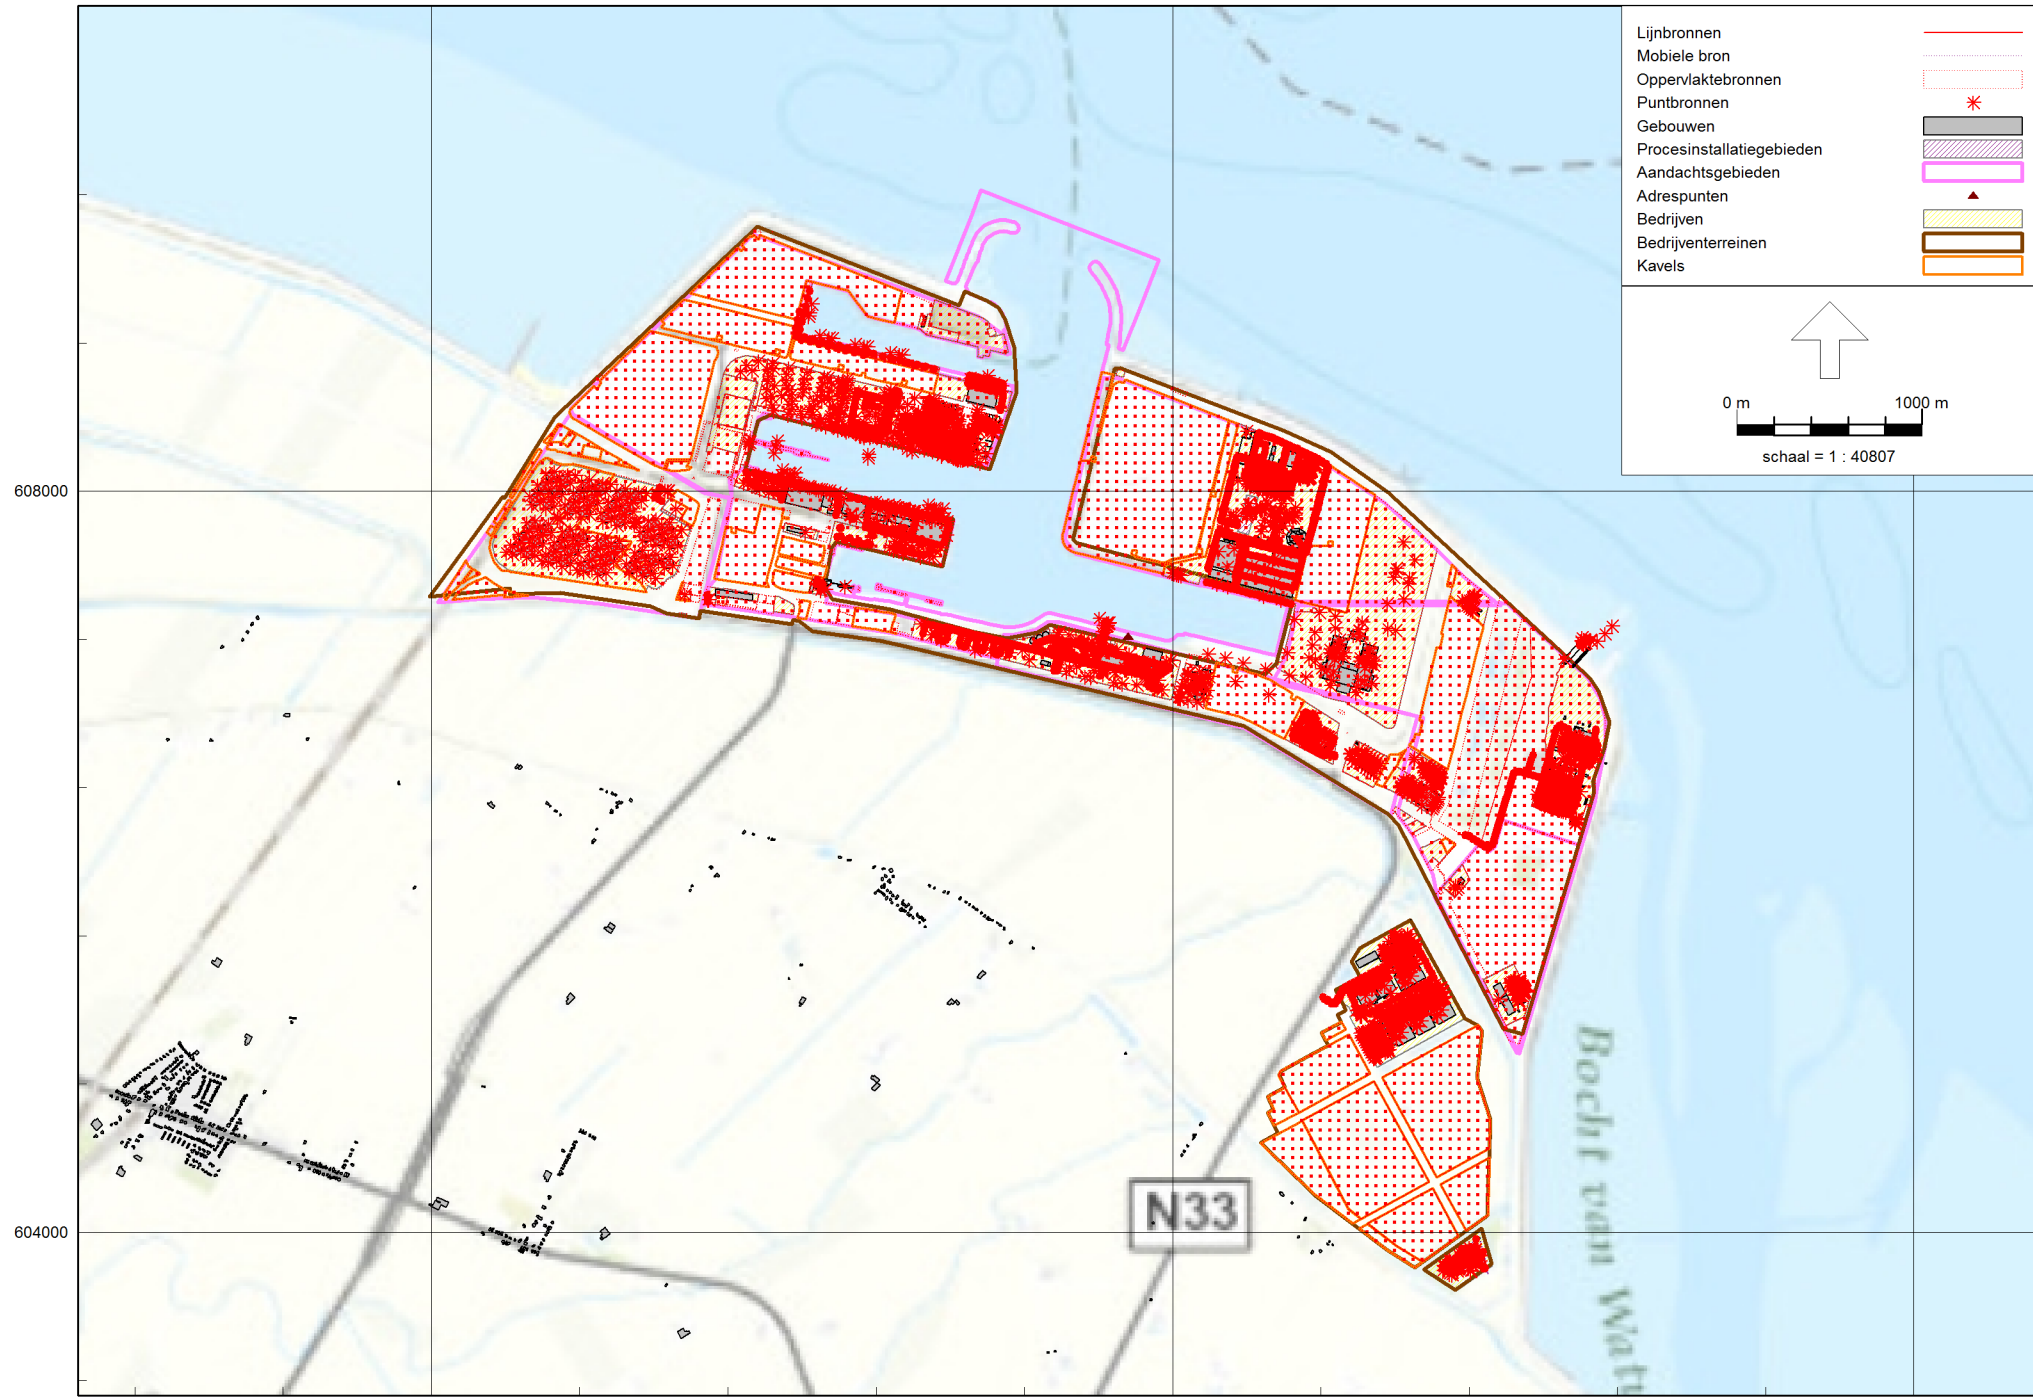 Lijnbronnen
Mobiele bron
Oppervlaktebronnen
Puntbronnen
Gebouwen
Procesinstallatiegebieden
Aandachtsgebieden
Adrespunten
Bedrijven
Bedrijventerreinen
Kavels
0 m 1000 m
schaal = 1 : 40807
608000
604000
N33
Bocht van Watu